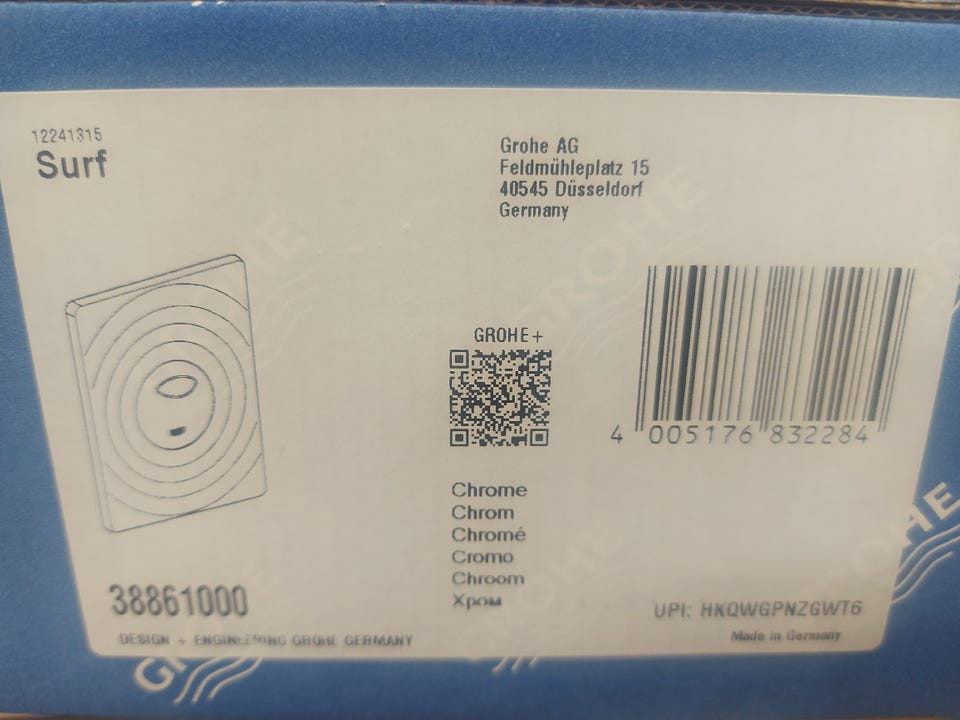 12241315
Surf
Grohe AG
Feldmühleplatz 15
40545 Düsseldorf
Germany
GROHE+
4 005176 832284
Chrome
Chrom
Chromé
Cromo
Chroom
Хром
38861000
DESIGN + ENGINEERING GROHE GERMANY
UPI: HKQWGPNZGWT6
Made in Germany